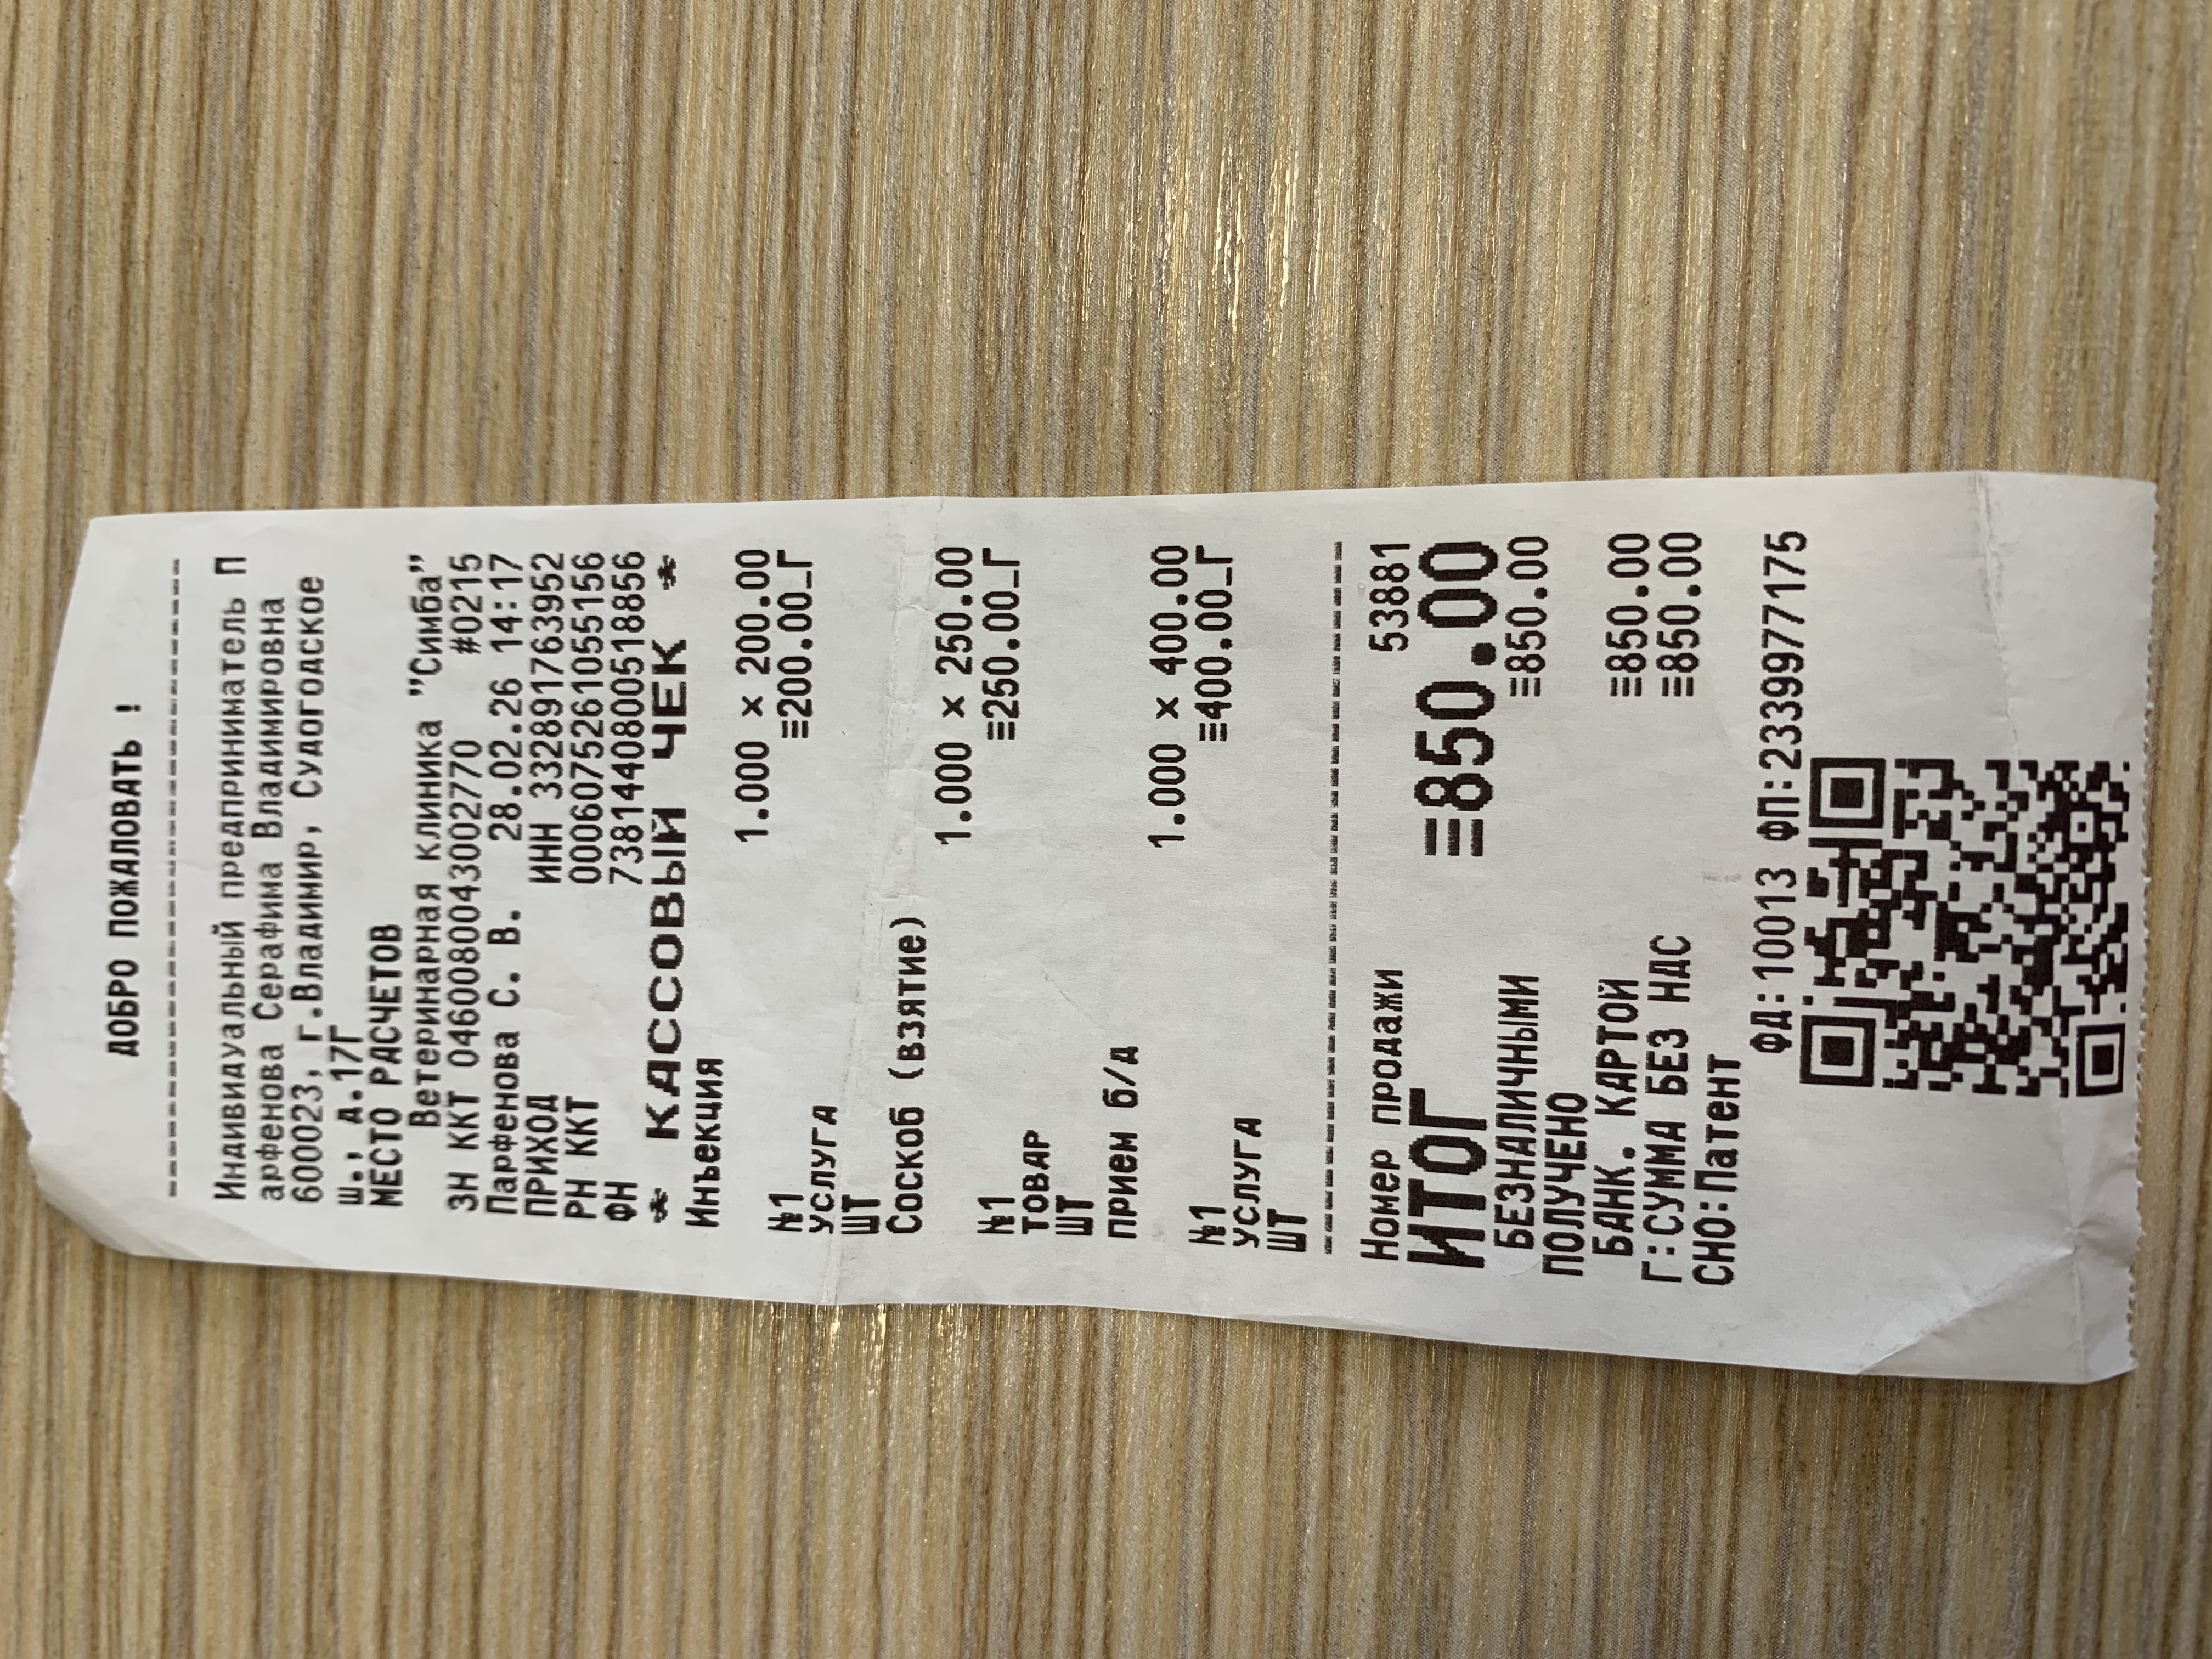 ДОБРО ПОЖАЛОВАТЬ !
Индивидуальный предприниматель П
арфенова Серафима Владимировна
600023, г.Владимир, Судогодское
ш., д.17Г
МЕСТО РАСЧЕТОВ
Ветеринарная клиника "Симба"
ЗН ККТ 0460080043002770 #0215
Парфенова С. В. 28.02.26 14:17
ПРИХОД ИНН 332891763952
РН ККТ 0006075261055156
ФН 7381440800518856
* КАССОВЫЙ ЧЕК *
Инъекция
1.000 × 200.00
№1 ≡200.00_Г
УСЛУГА
ШТ
Соскоб (взятие)
1.000 × 250.00
№1 ≡250.00_Г
ТОВАР
ШТ
прием б/д
1.000 × 400.00
№1 ≡400.00_Г
УСЛУГА
ШТ
Номер продажи 53881
ИТОГ ≡850.00
БЕЗНАЛИЧНЫМИ ≡850.00
ПОЛУЧЕНО
БАНК. КАРТОЙ ≡850.00
Г:СУММА БЕЗ НДС ≡850.00
СНО:Патент
ФД:10013 ФП:2339977175